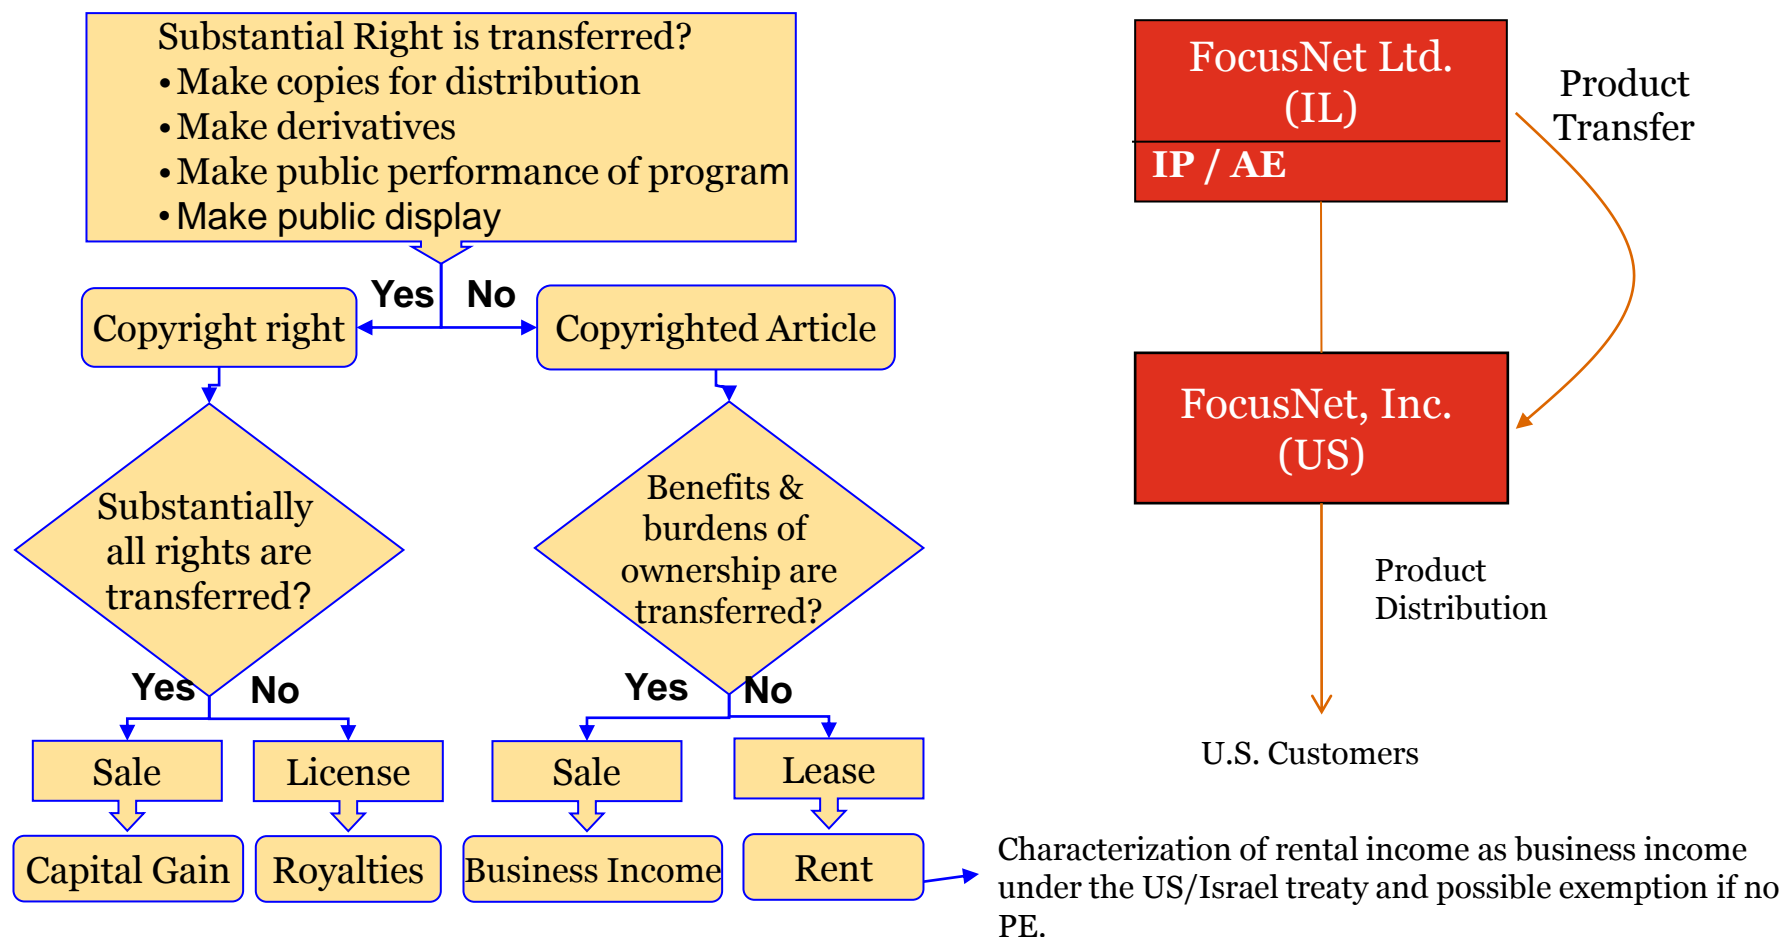 Substantial Right is transferred?
• Make copies for distribution
• Make derivatives
• Make public performance of program
• Make public display
Yes
No
Copyright right
Copyrighted Article
Substantially
all rights are
transferred?
Benefits &
burdens of
ownership are
transferred?
Yes
No
Yes
No
Sale
License
Sale
Lease
Capital Gain
Royalties
Business Income
Rent
FocusNet Ltd.
(IL)
IP / AE
Product
Transfer
FocusNet, Inc.
(US)
Product
Distribution
U.S. Customers
Characterization of rental income as business income
under the US/Israel treaty and possible exemption if no
PE.